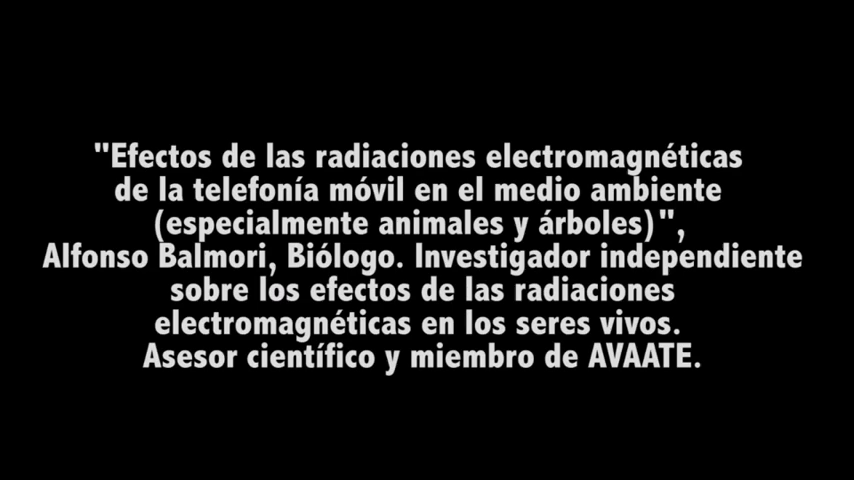 "Efectos de las radiaciones electromagnéticas
de la telefonía móvil en el medio ambiente
(especialmente animales y árboles)",
Alfonso Balmori, Biólogo. Investigador independiente
sobre los efectos de las radiaciones
electromagnéticas en los seres vivos.
Asesor científico y miembro de AVAATE.